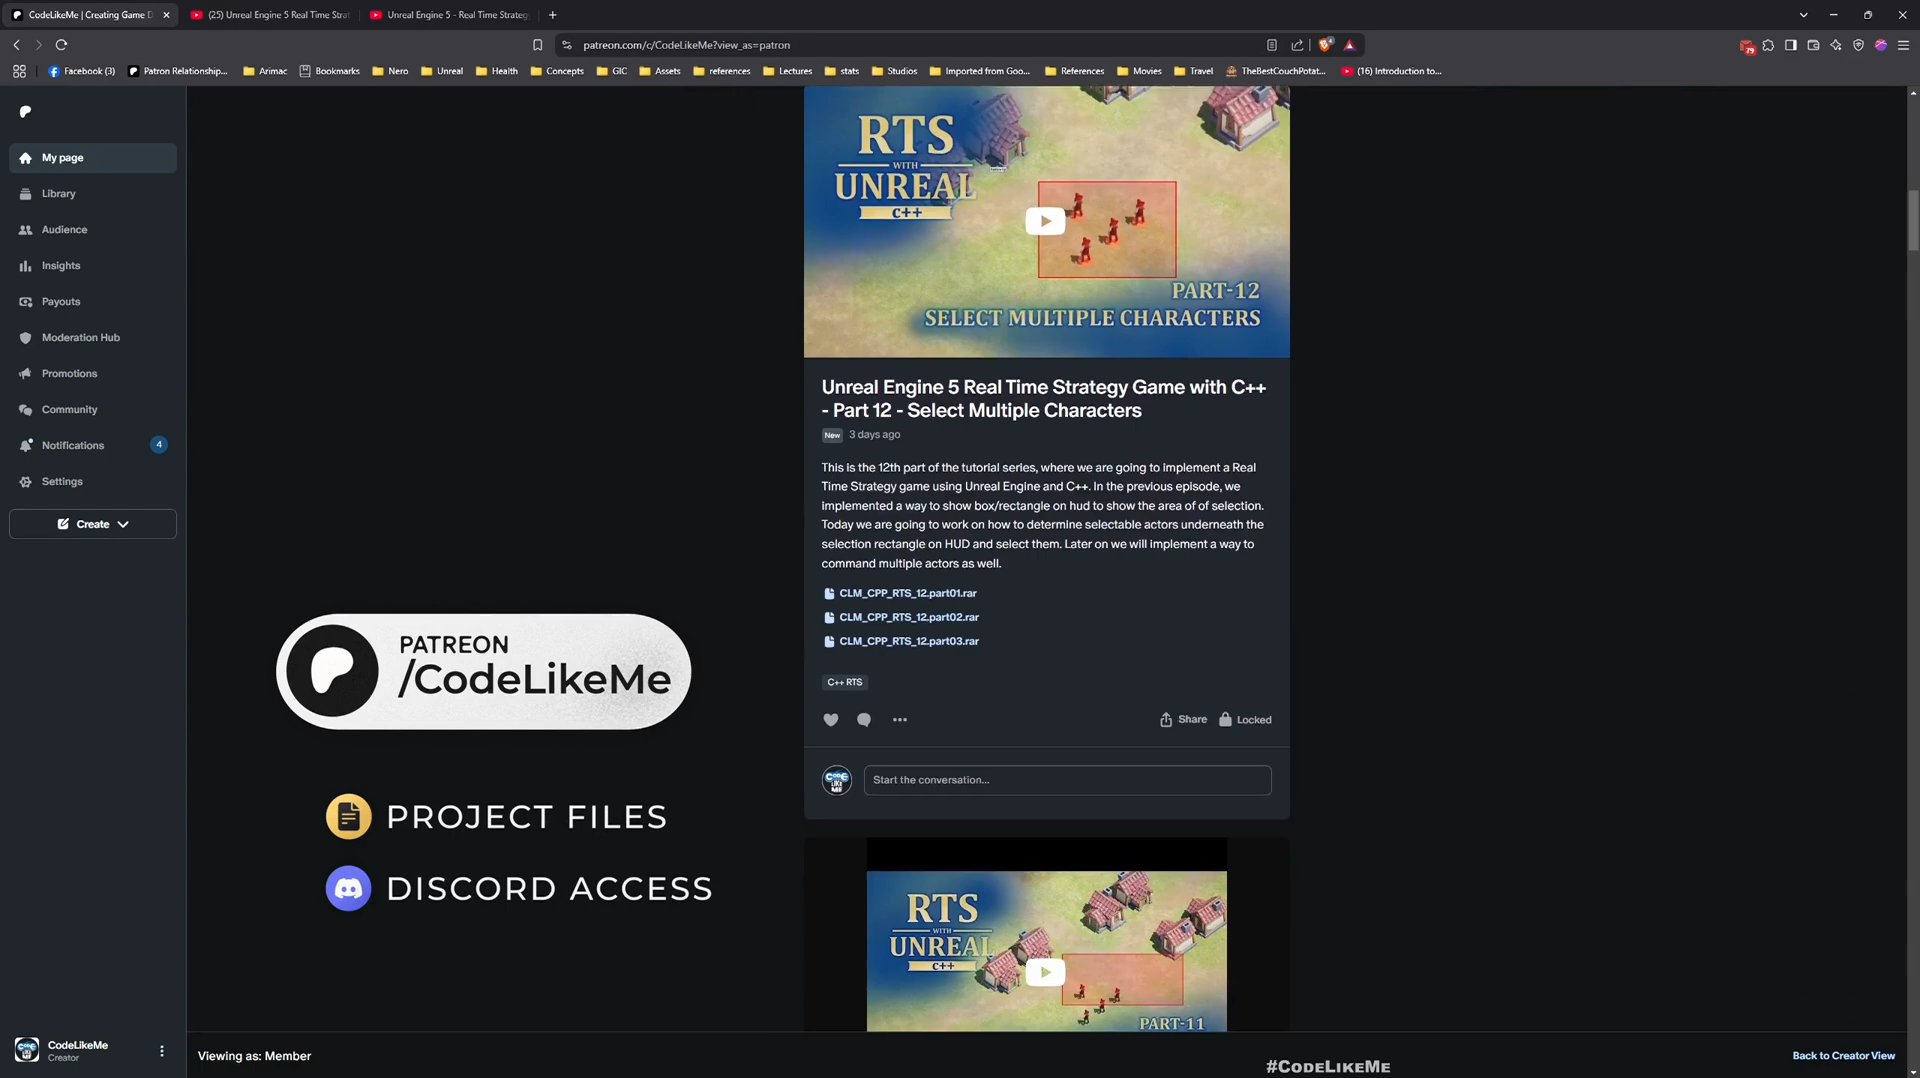 CodeLikeMe | Creating Game D
(25) Unreal Engine 5 Real Time Strat
Unreal Engine 5 - Real Time Strateg
patreon.com/c/CodeLikeMe?view_as=patron
79
Facebook (3)
Patron Relationship...
Arimac
Bookmarks
Nero
Unreal
Health
Concepts
GIC
Assets
references
Lectures
stats
Studios
Imported from Goo...
References
Movies
Travel
TheBestCouchPotat...
(16) Introduction to...
My page
Library
Audience
Insights
Payouts
Moderation Hub
Promotions
Community
Notifications
4
Settings
Create
RTS
WITH
UNREAL
C++
PART-12
SELECT MULTIPLE CHARACTERS
Unreal Engine 5 Real Time Strategy Game with C++
- Part 12 - Select Multiple Characters
New
3 days ago
This is the 12th part of the tutorial series, where we are going to implement a Real
Time Strategy game using Unreal Engine and C++. In the previous episode, we
implemented a way to show box/rectangle on hud to show the area of of selection.
Today we are going to work on how to determine selectable actors underneath the
selection rectangle on HUD and select them. Later on we will implement a way to
command multiple actors as well.
CLM_CPP_RTS_12.part01.rar
CLM_CPP_RTS_12.part02.rar
CLM_CPP_RTS_12.part03.rar
C++ RTS
Share
Locked
CODE LIKE ME
Start the conversation...
PATREON
/CodeLikeMe
PROJECT FILES
DISCORD ACCESS
RTS
WITH
UNREAL
C++
PART-11
CodeLikeMe
Creator
Viewing as: Member
Back to Creator View
#CODELIKEME